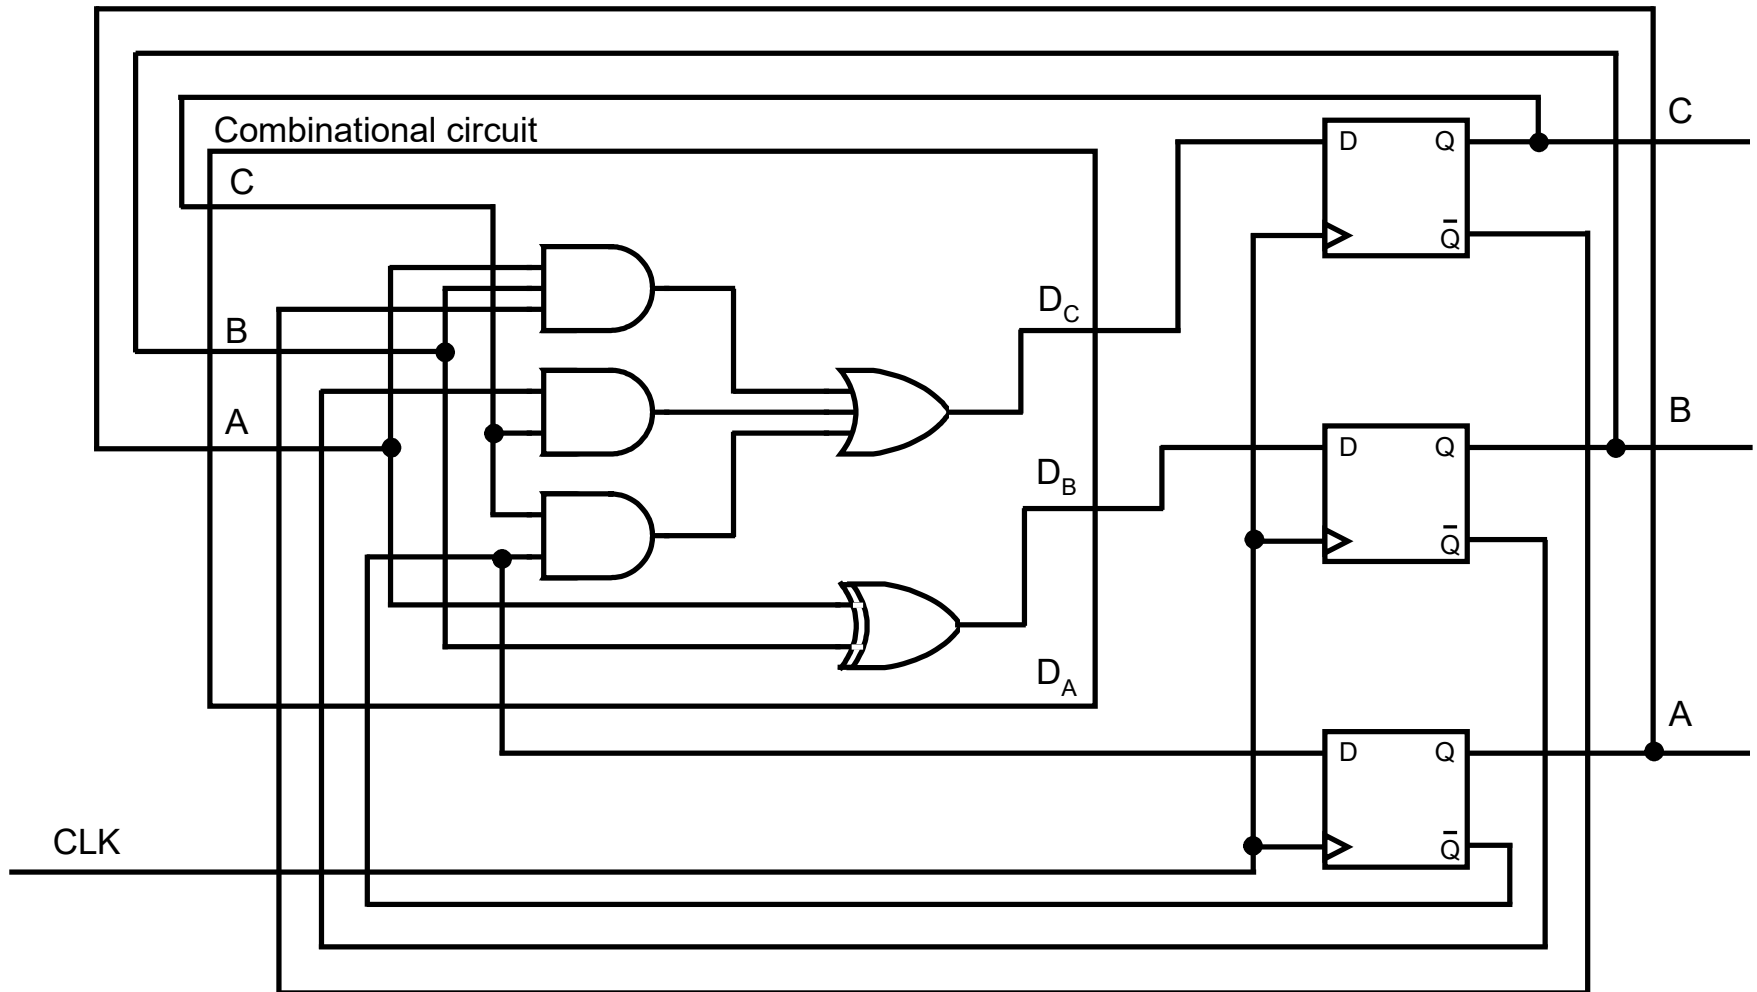 Combinational circuit
C
B
A
D_C
D_B
D_A
D Q
Q̅
C
D Q
Q̅
B
D Q
Q̅
A
CLK